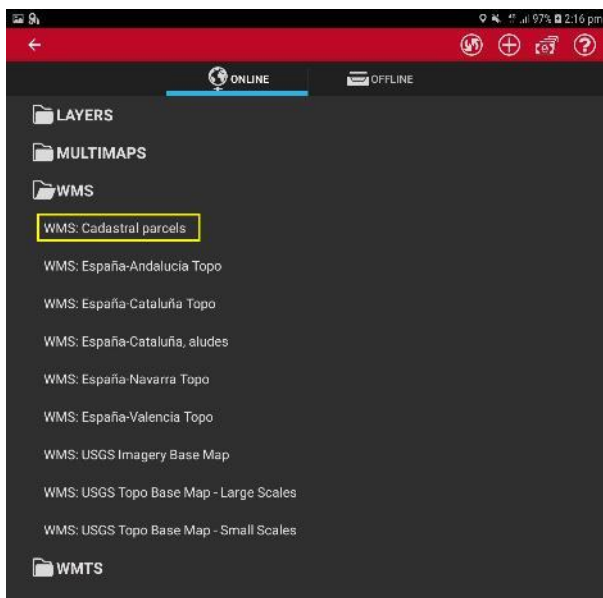 97% 2:16 pm
ONLINE OFFLINE
LAYERS
MULTIMAPS
WMS
WMS: Cadastral parcels
WMS: España-Andalucía Topo
WMS: España-Cataluña Topo
WMS: España-Cataluña, aludes
WMS: España-Navarra Topo
WMS: España-Valencia Topo
WMS: USGS Imagery Base Map
WMS: USGS Topo Base Map - Large Scales
WMS: USGS Topo Base Map - Small Scales
WMTS